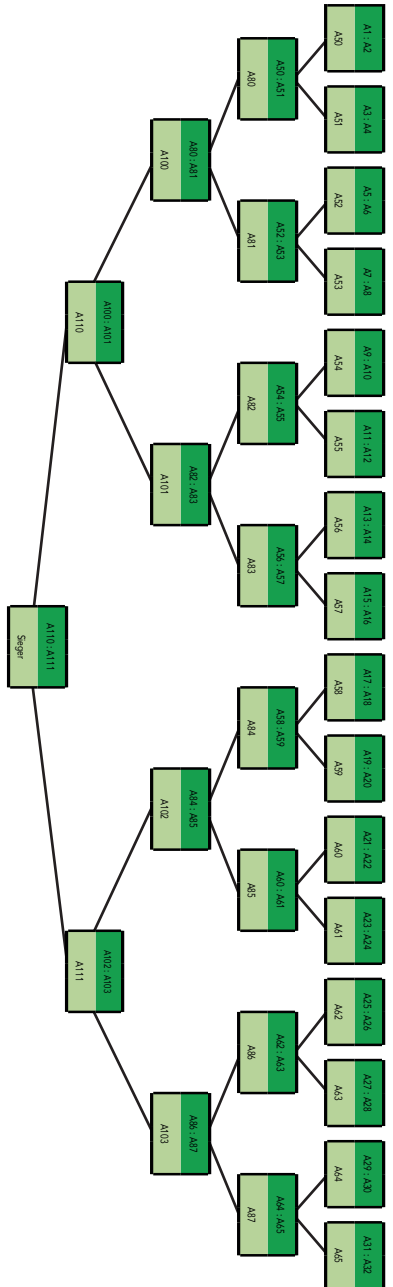 A1 : A2
A50
A3 : A4
A51
A5 : A6
A52
A7 : A8
A53
A9 : A10
A54
A11 : A12
A55
A13 : A14
A56
A15 : A16
A57
A17 : A18
A58
A19 : A20
A59
A21 : A22
A60
A23 : A24
A61
A25 : A26
A62
A27 : A28
A63
A29 : A30
A64
A31 : A32
A65
A50 : A51
A80
A52 : A53
A81
A54 : A55
A82
A56 : A57
A83
A58 : A59
A84
A60 : A61
A85
A62 : A63
A86
A64 : A65
A87
A80 : A81
A100
A82 : A83
A101
A84 : A85
A102
A86 : A87
A103
A100 : A101
A110
A102 : A103
A111
A110 : A111
Sieger